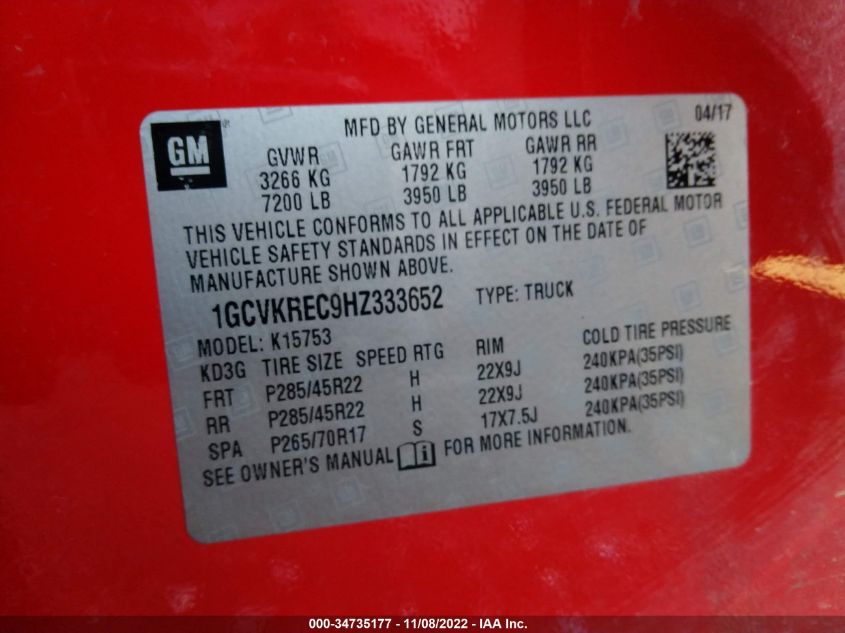 GM
MFD BY GENERAL MOTORS LLC 04/17
GVWR GAWR FRT GAWR RR
3266 KG 1792 KG 1792 KG
7200 LB 3950 LB 3950 LB
THIS VEHICLE CONFORMS TO ALL APPLICABLE U.S. FEDERAL MOTOR
VEHICLE SAFETY STANDARDS IN EFFECT ON THE DATE OF
MANUFACTURE SHOWN ABOVE.
1GCVKREC9HZ333652 TYPE: TRUCK
MODEL: K15753
KD3G TIRE SIZE SPEED RTG RIM COLD TIRE PRESSURE
FRT P285/45R22 H 22X9J 240KPA(35PSI)
RR P285/45R22 H 22X9J 240KPA(35PSI)
SPA P265/70R17 S 17X7.5J 240KPA(35PSI)
SEE OWNER'S MANUAL i FOR MORE INFORMATION.
000-34735177 - 11/08/2022 - IAA Inc.